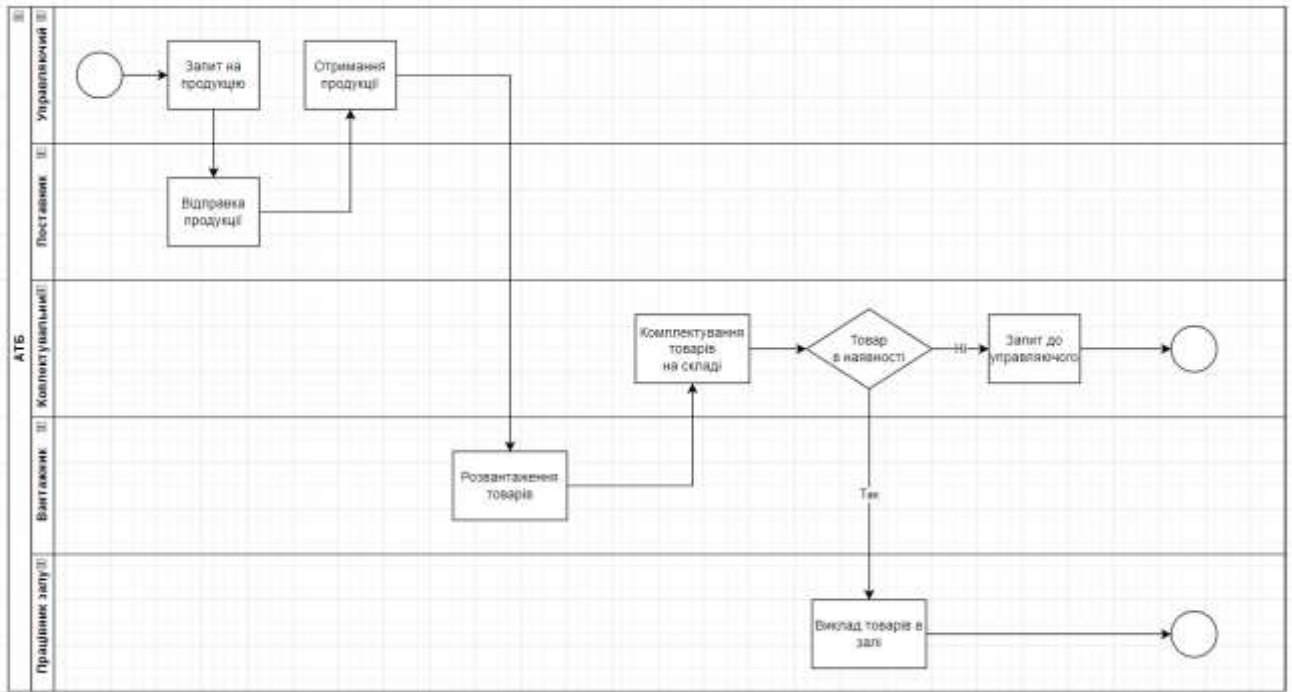 АТБ
Управляючий
Запит на
продукцію
Отримання
продукції
Поставник
Відправка
продукції
Комплектувальник
Комплектування
товарів
на складі
Товар
в наявності
Ні
Запит до
управляючого
Вантажник
Розвантаження
товарів
Так
Працівник залу
Виклад товарів в
залі